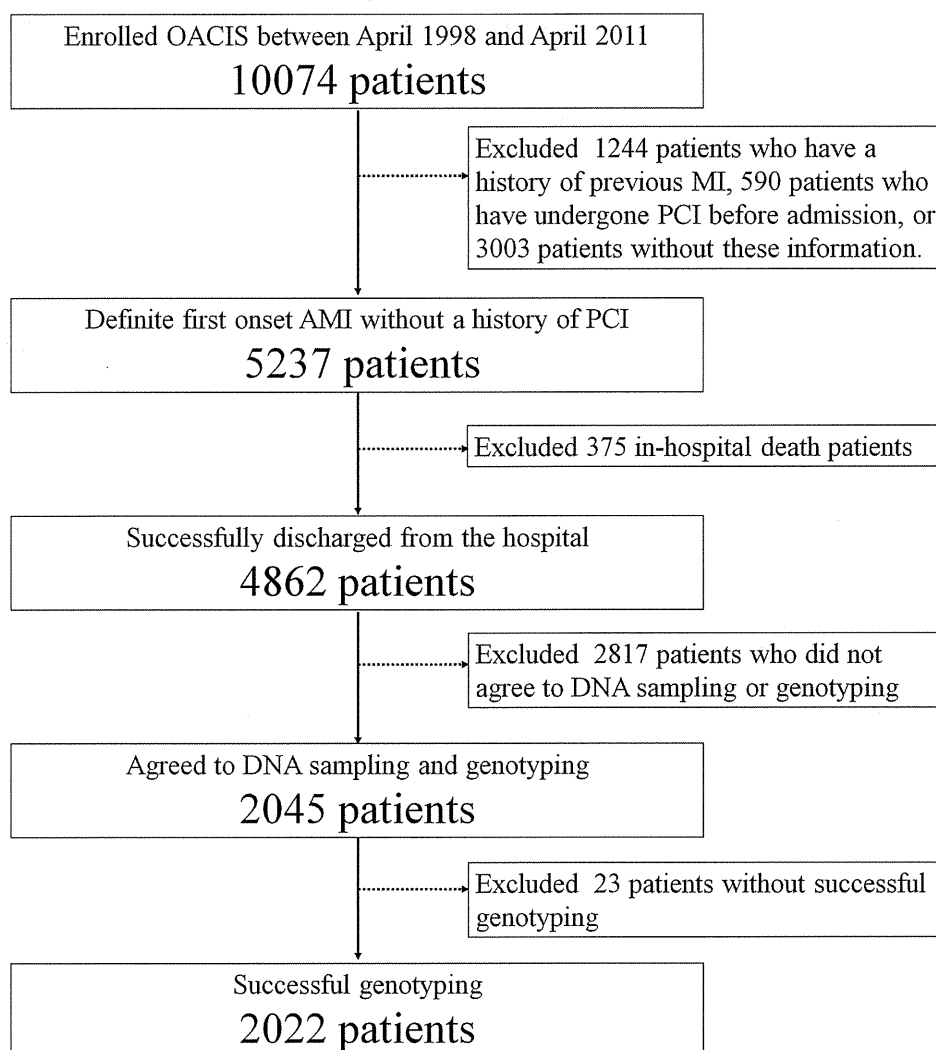 Enrolled OACIS between April 1998 and April 2011
10074 patients
Excluded 1244 patients who have a
history of previous MI, 590 patients who
have undergone PCI before admission, or
3003 patients without these information.
Definite first onset AMI without a history of PCI
5237 patients
Excluded 375 in-hospital death patients
Successfully discharged from the hospital
4862 patients
Excluded 2817 patients who did not
agree to DNA sampling or genotyping
Agreed to DNA sampling and genotyping
2045 patients
Excluded 23 patients without successful
genotyping
Successful genotyping
2022 patients